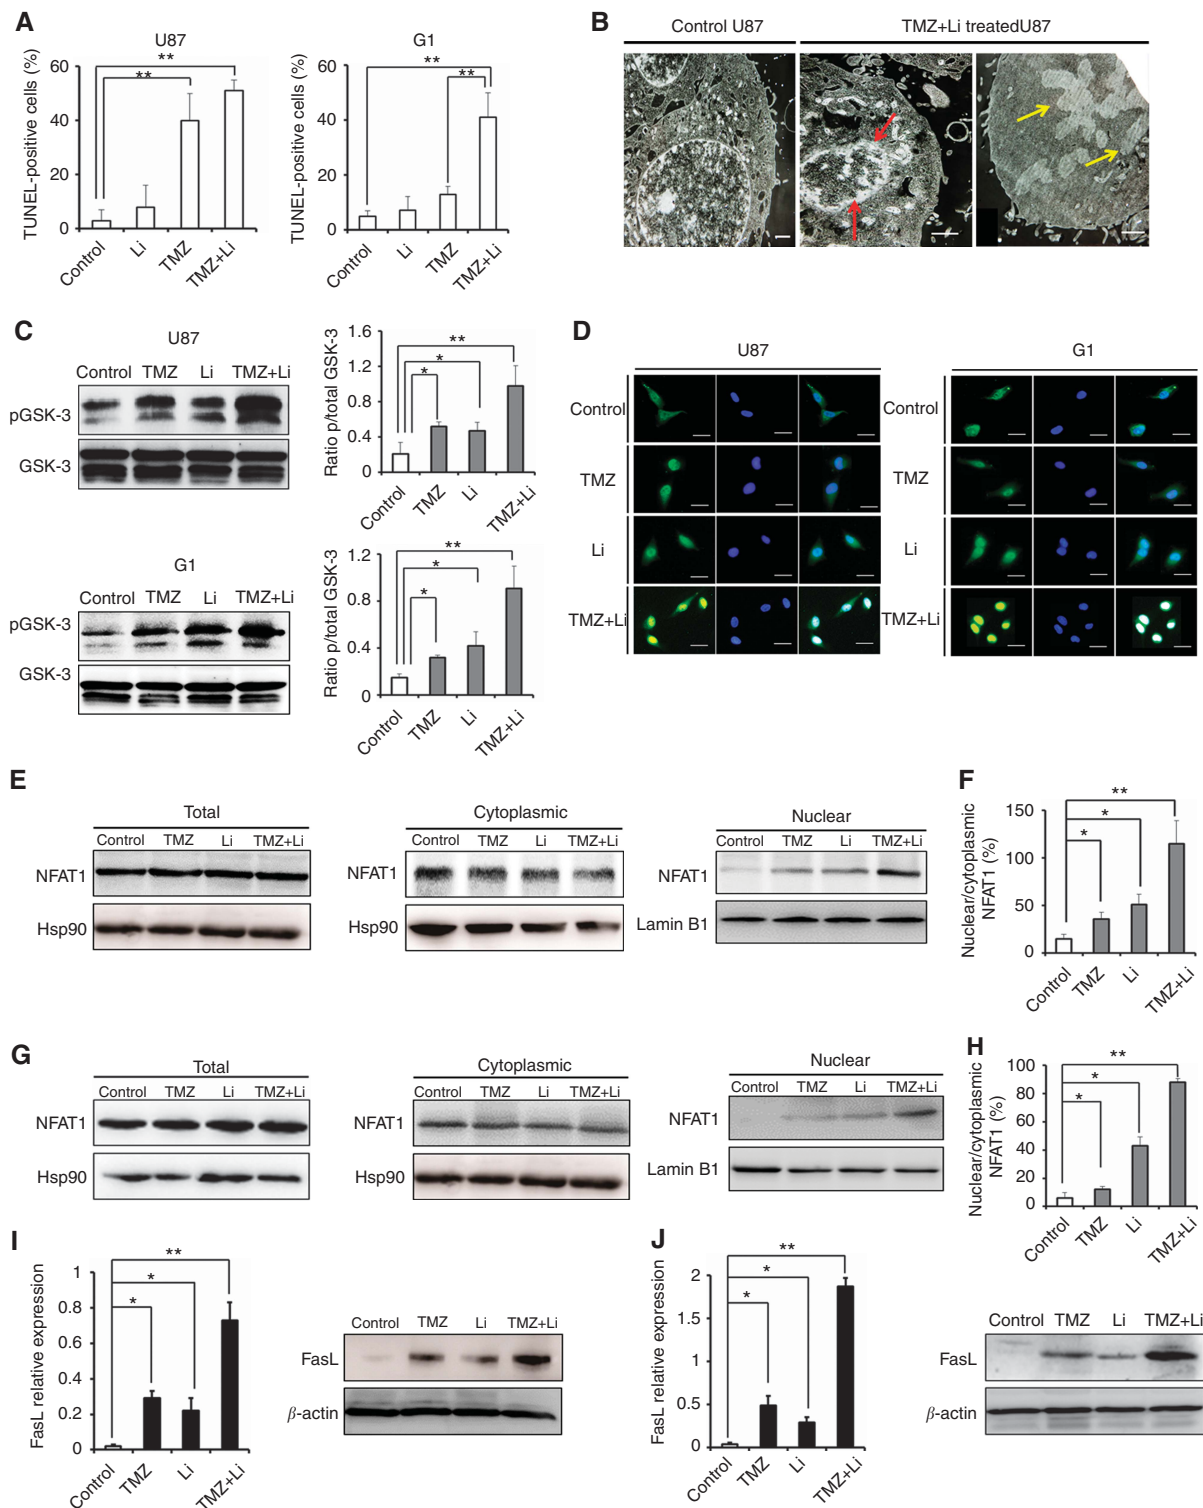 A
U87
TUNEL-positive cells (%)
60
40
20
0
**
**
Control
Li
TMZ
TMZ+Li
G1
TUNEL-positive cells (%)
60
40
20
0
**
**
Control
Li
TMZ
TMZ+Li
B
Control U87
TMZ+Li treatedU87
C
U87
Control TMZ Li TMZ+Li
pGSK-3
GSK-3
Ratio p/total GSK-3
1.6
1.2
0.8
0.4
0
**
*
*
Control
TMZ
Li
TMZ+Li
G1
Control TMZ Li TMZ+Li
pGSK-3
GSK-3
Ratio p/total GSK-3
1.2
0.8
0.4
0
**
*
*
Control
TMZ
Li
TMZ+Li
D
U87
Control
TMZ
Li
TMZ+Li
G1
Control
TMZ
Li
TMZ+Li
E
Total
Control TMZ Li TMZ+Li
NFAT1
Hsp90
Cytoplasmic
Control TMZ Li TMZ+Li
NFAT1
Hsp90
Nuclear
Control TMZ Li TMZ+Li
NFAT1
Lamin B1
F
Nuclear/cytoplasmic
NFAT1 (%)
150
100
50
0
**
*
*
Control
TMZ
Li
TMZ+Li
G
Total
Control TMZ Li TMZ+Li
NFAT1
Hsp90
Cytoplasmic
Control TMZ Li TMZ+Li
NFAT1
Hsp90
Nuclear
Control TMZ Li TMZ+Li
NFAT1
Lamin B1
H
Nuclear/cytoplasmic
NFAT1 (%)
100
80
60
40
20
0
**
*
*
Control
TMZ
Li
TMZ+Li
I
FasL relative expression
1
0.8
0.6
0.4
0.2
0
**
*
*
Control
TMZ
Li
TMZ+Li
Control TMZ Li TMZ+Li
FasL
β-actin
J
FasL relative expression
2
1.5
1
0.5
0
**
*
*
Control
TMZ
Li
TMZ+Li
Control TMZ Li TMZ+Li
FasL
β-actin